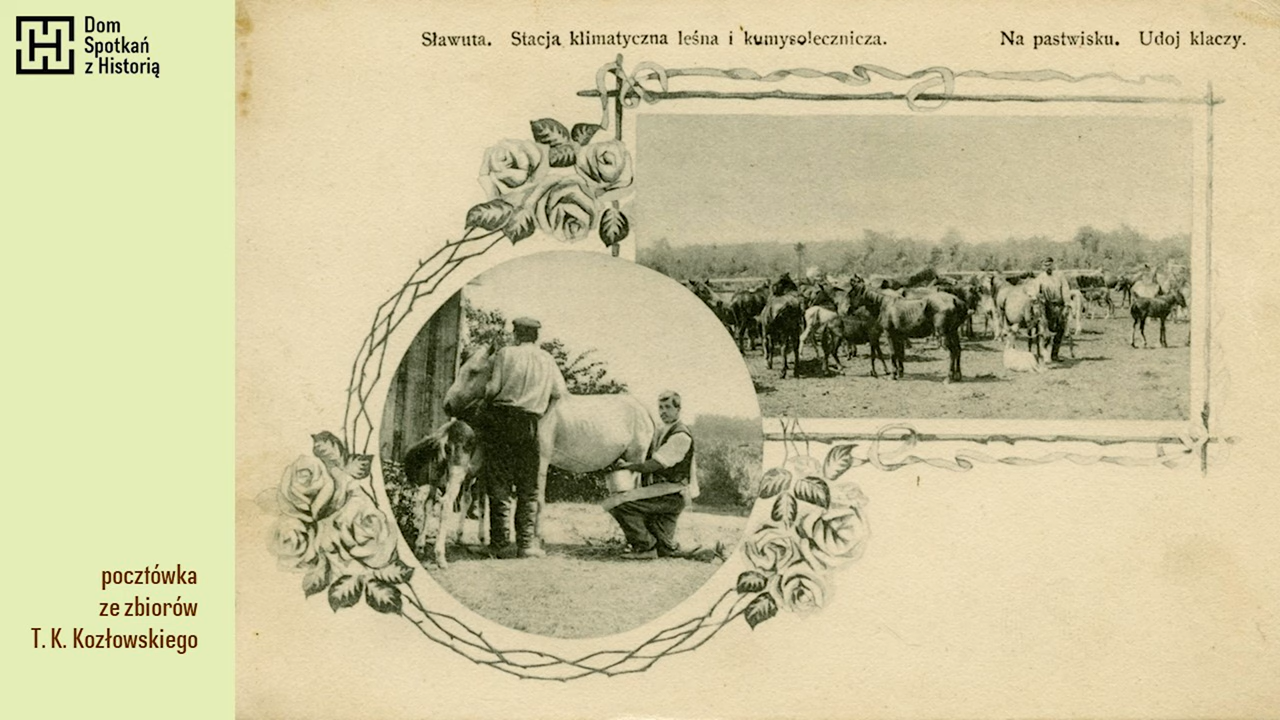 Dom
Spotkań
z Historią
Sławuta. Stacja klimatyczna leśna i kumysolecznicza. Na pastwisku. Udoj klaczy.
pocztówka
ze zbiorów
T. K. Kozłowskiego